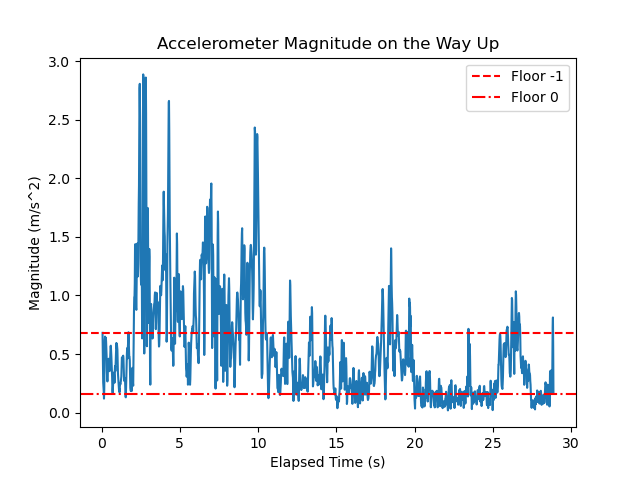 Accelerometer Magnitude on the Way Up
Floor -1
Floor 0
3.0
2.5
2.0
1.5
1.0
0.5
0.0
Magnitude (m/s^2)
0 5 10 15 20 25 30
Elapsed Time (s)